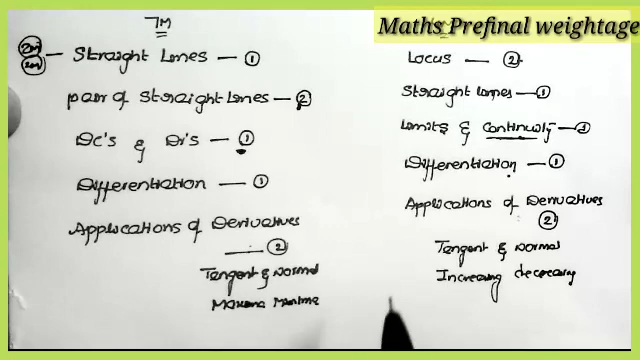 7M
Maths Prefinal weightage
2m
2m
Straight Lines — 1
pair of Straight Lines — 2
Dc's & Dr's — 1
Differentiation — 1
Applications of Derivatives
— 2
Tangent & Normal
Maxima Minima
Locus — 2
Straight lines — 1
Limits & Continuity — 1
Differentiation — 1
Applications of Derivatives
2
Tangent & Normal
Increasing decreasing